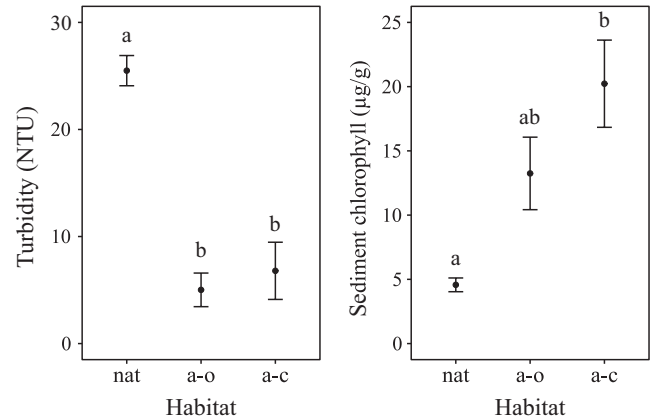 30
20
10
0
Turbidity (NTU)
a
b
b
nat
a-o
a-c
Habitat
25
20
15
10
5
0
Sediment chlorophyll (µg/g)
a
ab
b
nat
a-o
a-c
Habitat